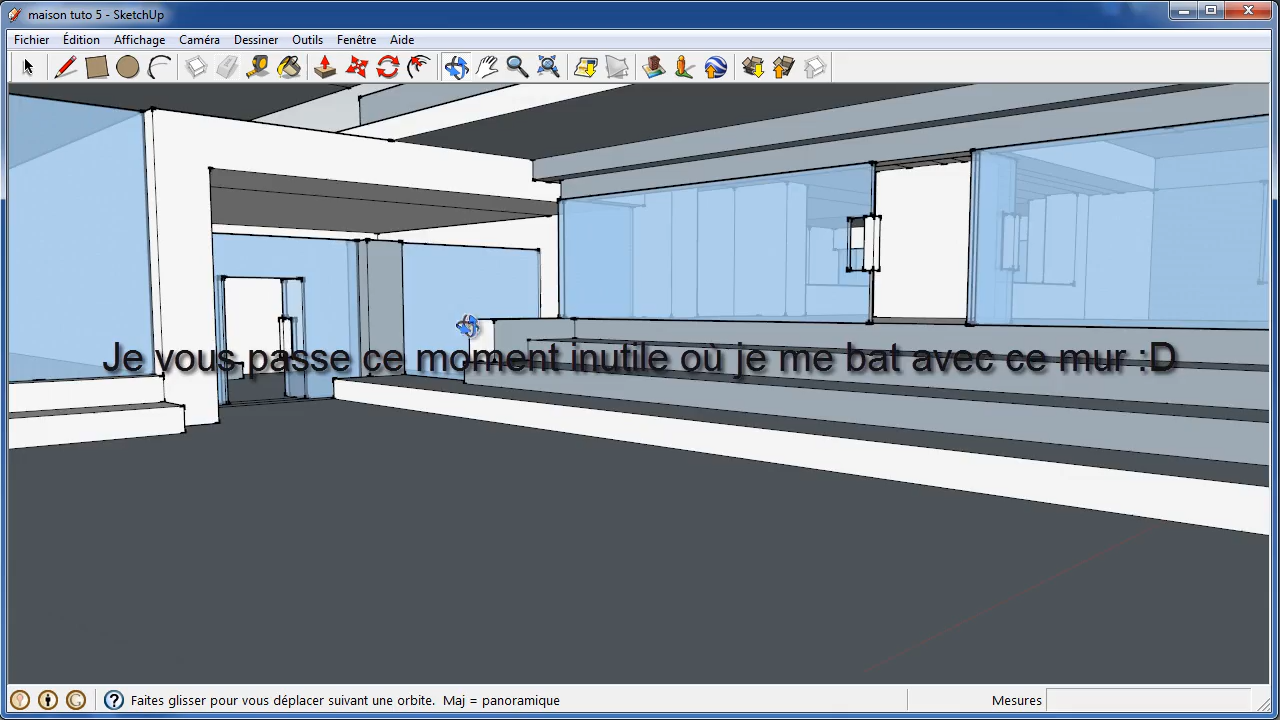 maison tuto 5 - SketchUp
Fichier Édition Affichage Caméra Dessiner Outils Fenêtre Aide
Je vous passe ce moment inutile où je me bat avec ce mur :D
Faites glisser pour vous déplacer suivant une orbite. Maj = panoramique
Mesures